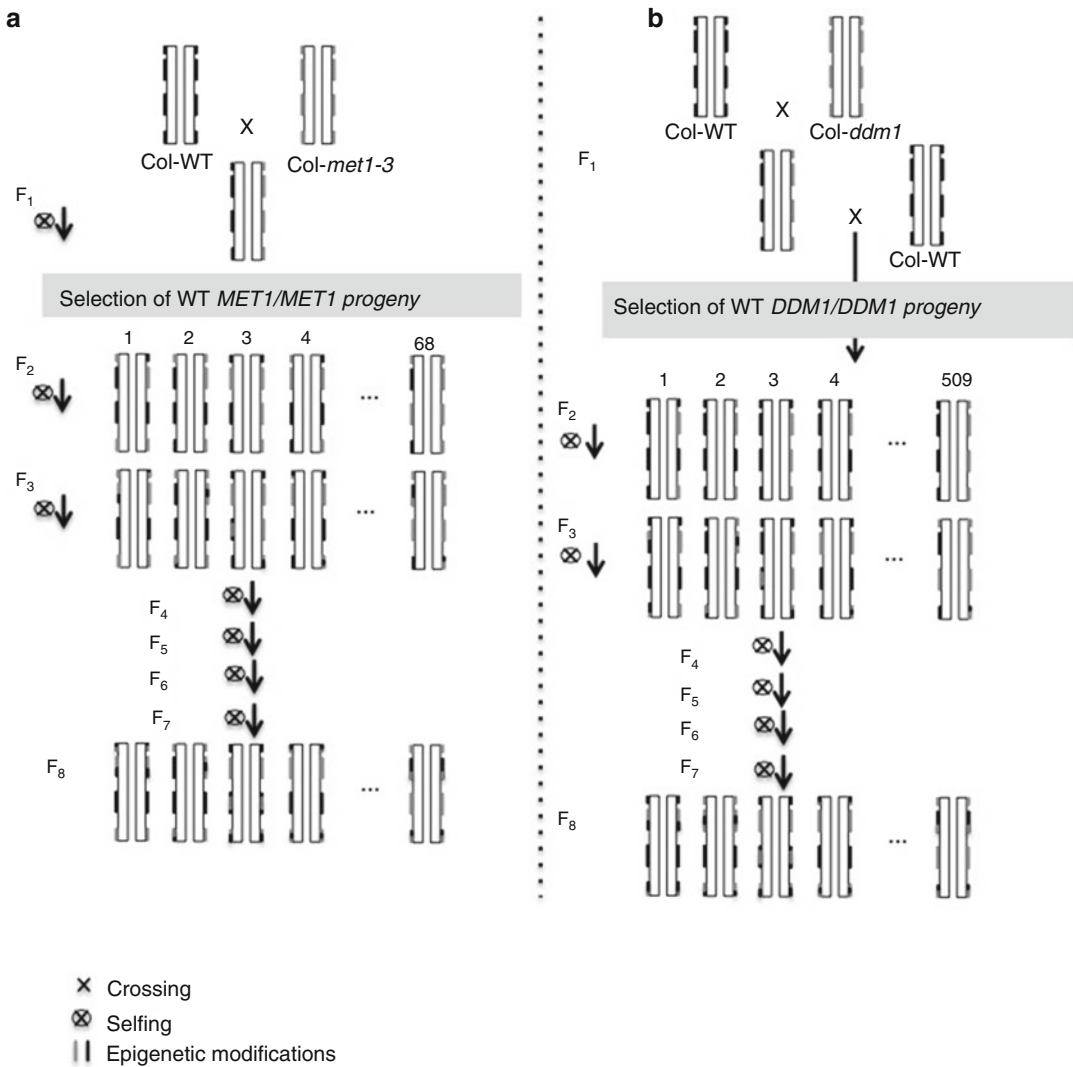 a
X
Col-WT
Col-met1-3
F1
Selection of WT MET1/MET1 progeny
1 2 3 4 68
F2
...
F3
...
F4
F5
F6
F7
F8
...
b
X
Col-WT
Col-ddm1
F1
X
Col-WT
Selection of WT DDM1/DDM1 progeny
1 2 3 4 509
F2
...
F3
...
F4
F5
F6
F7
F8
...
Crossing
Selfing
Epigenetic modifications